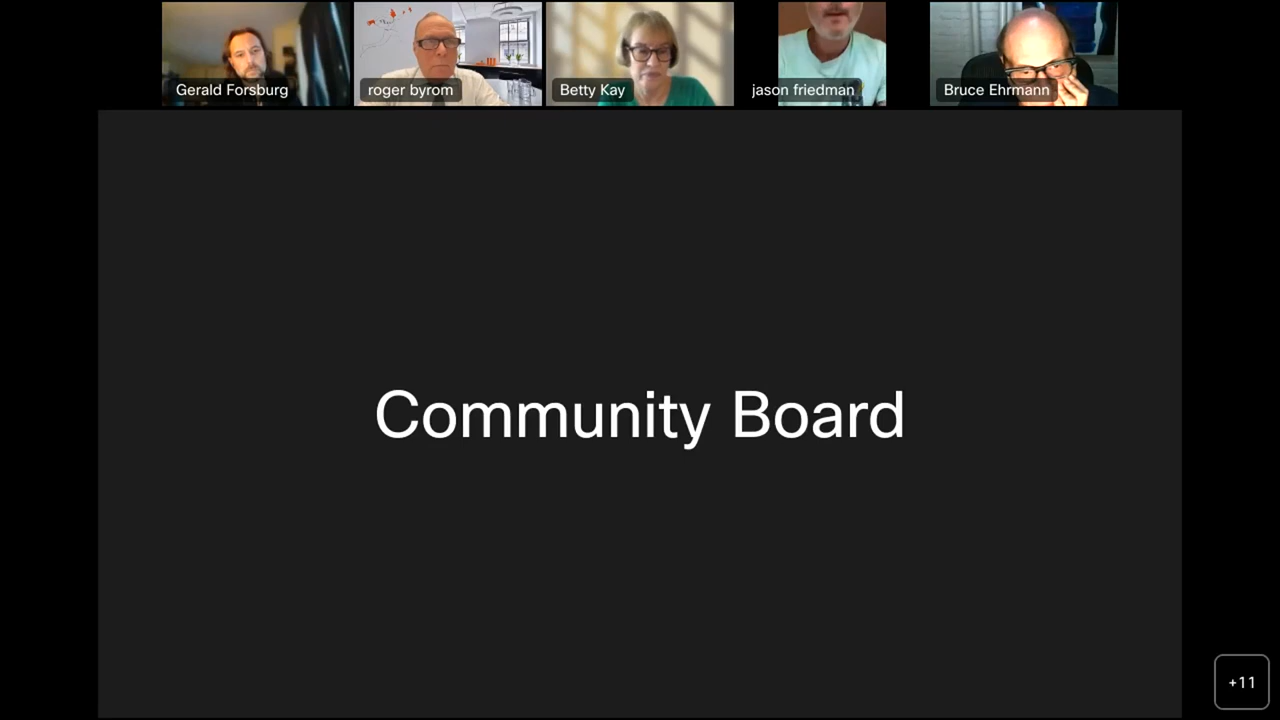 Gerald Forsburg
roger byrom
Betty Kay
jason friedman
Bruce Ehrmann
Community Board
+11